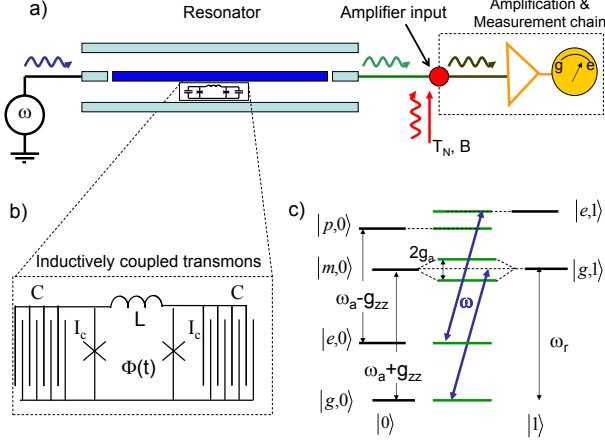 a)
Resonator
Amplifier input
Amplification &
Measurement chain
g e
ω
T_N, B
b)
Inductively coupled transmons
C
C
L
I_c
I_c
Φ(t)
c)
|e,1⟩
|p,0⟩
2g_a
|m,0⟩
|g,1⟩
ω_a-g_zz
ω
|e,0⟩
ω_r
ω_a+g_zz
|g,0⟩
|0⟩
|1⟩